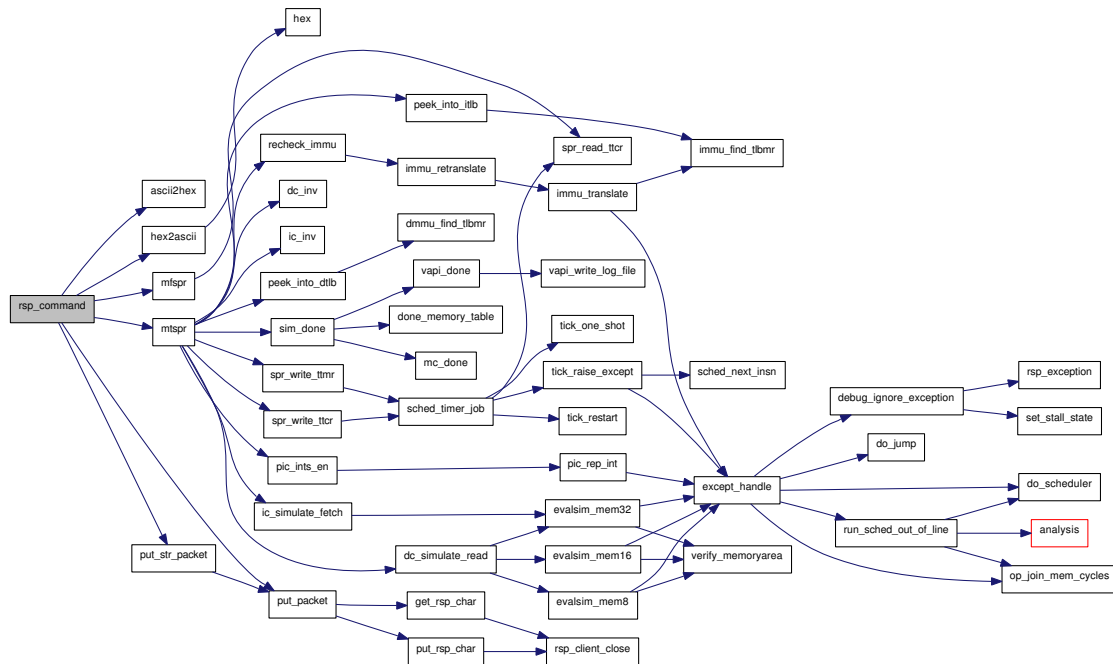 hex
peek_into_itlb
recheck_immu
spr_read_ttcr
immu_find_tlbmr
immu_retranslate
ascii2hex
dc_inv
immu_translate
hex2ascii
dmmu_find_tlbmr
ic_inv
mfspr
peek_into_dtlb
vapi_done
vapi_write_log_file
rsp_command
mtspr
sim_done
done_memory_table
tick_one_shot
mc_done
spr_write_ttmr
tick_raise_except
sched_next_insn
rsp_exception
debug_ignore_exception
sched_timer_job
set_stall_state
spr_write_ttcr
tick_restart
do_jump
pic_ints_en
pic_rep_int
except_handle
do_scheduler
ic_simulate_fetch
evalsim_mem32
run_sched_out_of_line
analysis
put_str_packet
dc_simulate_read
evalsim_mem16
verify_memoryarea
op_join_mem_cycles
put_packet
get_rsp_char
evalsim_mem8
put_rsp_char
rsp_client_close